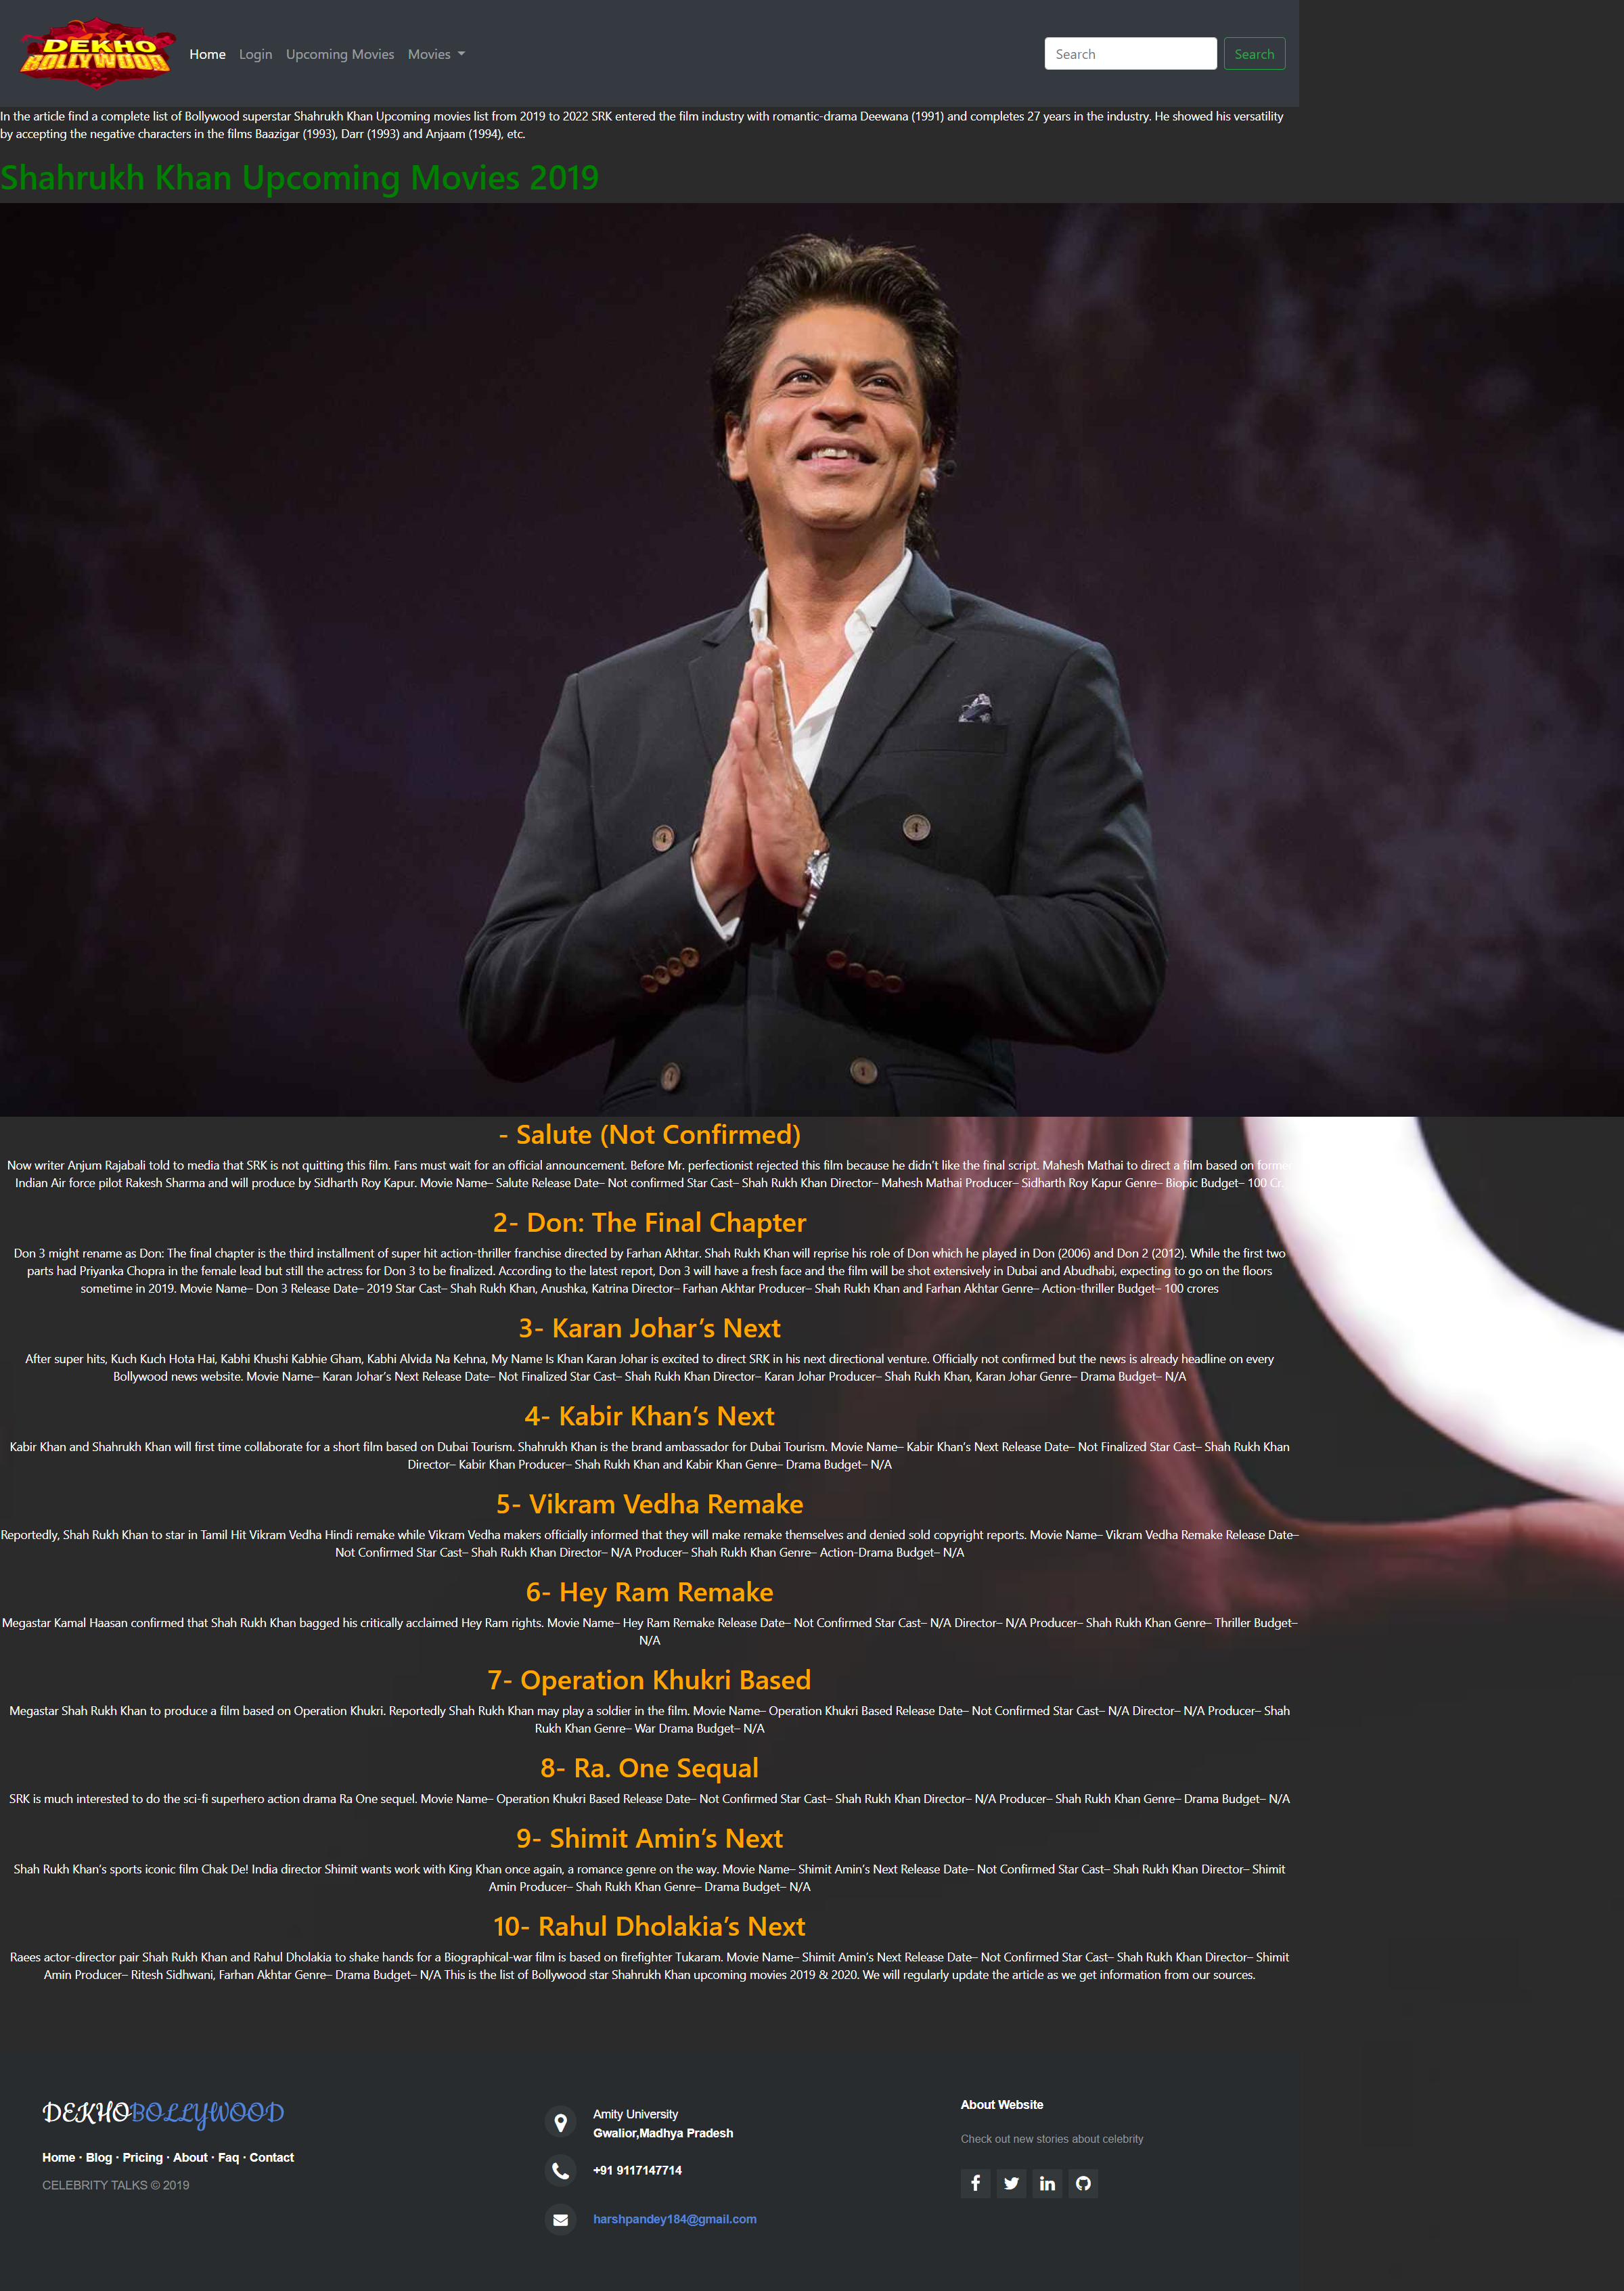 DEKHO
BOLLYWOOD
Home Login Upcoming Movies Movies
Search
Search
In the article find a complete list of Bollywood superstar Shahrukh Khan Upcoming movies list from 2019 to 2022 SRK entered the film industry with romantic-drama Deewana (1991) and completes 27 years in the industry. He showed his versatility
by accepting the negative characters in the films Baazigar (1993), Darr (1993) and Anjaam (1994), etc.
Shahrukh Khan Upcoming Movies 2019
- Salute (Not Confirmed)
Now writer Anjum Rajabali told to media that SRK is not quitting this film. Fans must wait for an official announcement. Before Mr. perfectionist rejected this film because he didn’t like the final script. Mahesh Mathai to direct a film based on former
Indian Air force pilot Rakesh Sharma and will produce by Sidharth Roy Kapur. Movie Name– Salute Release Date– Not confirmed Star Cast– Shah Rukh Khan Director– Mahesh Mathai Producer– Sidharth Roy Kapur Genre– Biopic Budget– 100 Cr.
2- Don: The Final Chapter
Don 3 might rename as Don: The final chapter is the third installment of super hit action-thriller franchise directed by Farhan Akhtar. Shah Rukh Khan will reprise his role of Don which he played in Don (2006) and Don 2 (2012). While the first two
parts had Priyanka Chopra in the female lead but still the actress for Don 3 to be finalized. According to the latest report, Don 3 will have a fresh face and the film will be shot extensively in Dubai and Abudhabi, expecting to go on the floors
sometime in 2019. Movie Name– Don 3 Release Date– 2019 Star Cast– Shah Rukh Khan, Anushka, Katrina Director– Farhan Akhtar Producer– Shah Rukh Khan and Farhan Akhtar Genre– Action-thriller Budget– 100 crores
3- Karan Johar’s Next
After super hits, Kuch Kuch Hota Hai, Kabhi Khushi Kabhie Gham, Kabhi Alvida Na Kehna, My Name Is Khan Karan Johar is excited to direct SRK in his next directional venture. Officially not confirmed but the news is already headline on every
Bollywood news website. Movie Name– Karan Johar’s Next Release Date– Not Finalized Star Cast– Shah Rukh Khan Director– Karan Johar Producer– Shah Rukh Khan, Karan Johar Genre– Drama Budget– N/A
4- Kabir Khan’s Next
Kabir Khan and Shahrukh Khan will first time collaborate for a short film based on Dubai Tourism. Shahrukh Khan is the brand ambassador for Dubai Tourism. Movie Name– Kabir Khan’s Next Release Date– Not Finalized Star Cast– Shah Rukh Khan
Director– Kabir Khan Producer– Shah Rukh Khan and Kabir Khan Genre– Drama Budget– N/A
5- Vikram Vedha Remake
Reportedly, Shah Rukh Khan to star in Tamil Hit Vikram Vedha Hindi remake while Vikram Vedha makers officially informed that they will make remake themselves and denied sold copyright reports. Movie Name– Vikram Vedha Remake Release Date–
Not Confirmed Star Cast– Shah Rukh Khan Director– N/A Producer– Shah Rukh Khan Genre– Action-Drama Budget– N/A
6- Hey Ram Remake
Megastar Kamal Haasan confirmed that Shah Rukh Khan bagged his critically acclaimed Hey Ram rights. Movie Name– Hey Ram Remake Release Date– Not Confirmed Star Cast– N/A Director– N/A Producer– Shah Rukh Khan Genre– Thriller Budget–
N/A
7- Operation Khukri Based
Megastar Shah Rukh Khan to produce a film based on Operation Khukri. Reportedly Shah Rukh Khan may play a soldier in the film. Movie Name– Operation Khukri Based Release Date– Not Confirmed Star Cast– N/A Director– N/A Producer– Shah
Rukh Khan Genre– War Drama Budget– N/A
8- Ra. One Sequal
SRK is much interested to do the sci-fi superhero action drama Ra One sequel. Movie Name– Operation Khukri Based Release Date– Not Confirmed Star Cast– Shah Rukh Khan Director– N/A Producer– Shah Rukh Khan Genre– Drama Budget– N/A
9- Shimit Amin’s Next
Shah Rukh Khan’s sports iconic film Chak De! India director Shimit wants work with King Khan once again, a romance genre on the way. Movie Name– Shimit Amin’s Next Release Date– Not Confirmed Star Cast– Shah Rukh Khan Director– Shimit
Amin Producer– Shah Rukh Khan Genre– Drama Budget– N/A
10- Rahul Dholakia’s Next
Raees actor-director pair Shah Rukh Khan and Rahul Dholakia to shake hands for a Biographical-war film is based on firefighter Tukaram. Movie Name– Shimit Amin’s Next Release Date– Not Confirmed Star Cast– Shah Rukh Khan Director– Shimit
Amin Producer– Ritesh Sidhwani, Farhan Akhtar Genre– Drama Budget– N/A This is the list of Bollywood star Shahrukh Khan upcoming movies 2019 & 2020. We will regularly update the article as we get information from our sources.
DEKHOBOLLYWOOD
Home · Blog · Pricing · About · Faq · Contact
CELEBRITY TALKS © 2019
Amity University
Gwalior,Madhya Pradesh
+91 9117147714
harshpandey184@gmail.com
About Website
Check out new stories about celebrity